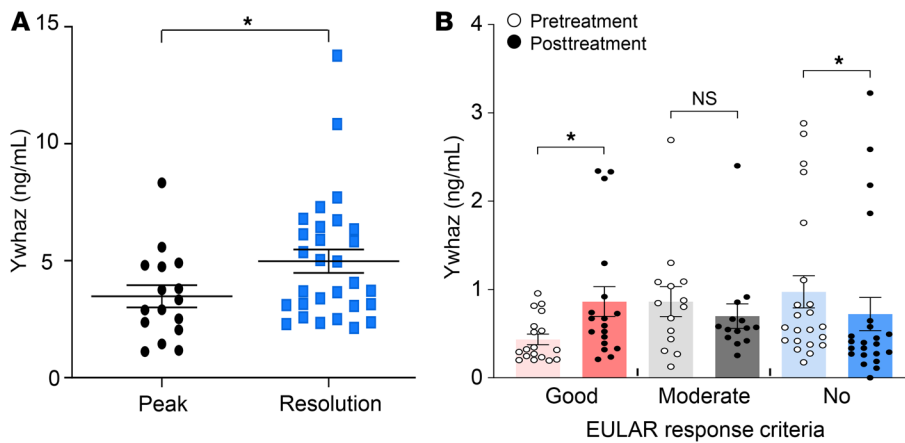 A
*
15
10
5
0
Ywhaz (ng/mL)
Peak
Resolution
B
Pretreatment
Posttreatment
*
NS
*
4
3
2
1
0
Ywhaz (ng/mL)
Good
Moderate
No
EULAR response criteria